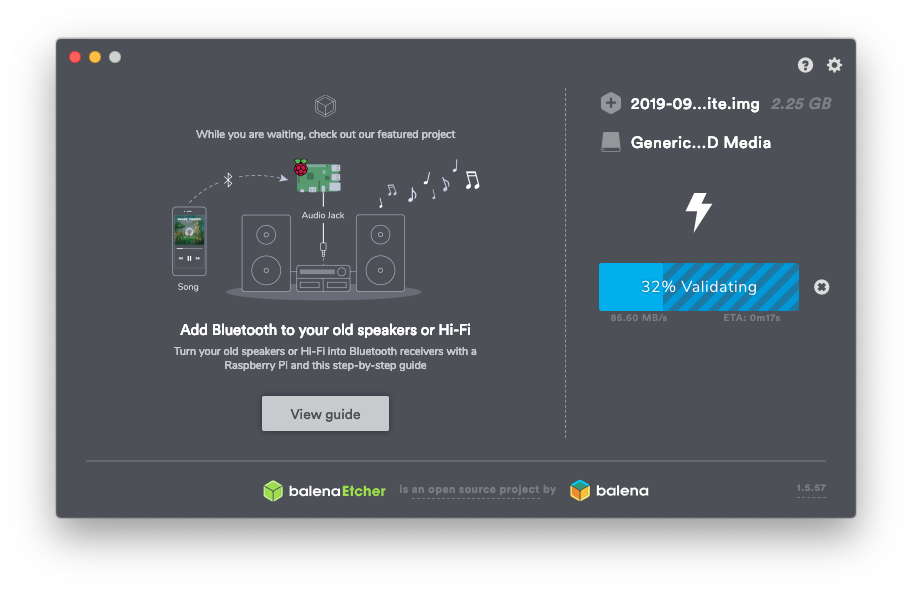 While you are waiting, check out our featured project
Audio Jack
Song
Add Bluetooth to your old speakers or Hi-Fi
Turn your old speakers or Hi-Fi into Bluetooth receivers with a
Raspberry Pi and this step-by-step guide
View guide
2019-09...ite.img 2.25 GB
Generic...D Media
32% Validating
85.60 MB/s ETA: 0m17s
balenaEtcher is an open source project by balena 1.5.57